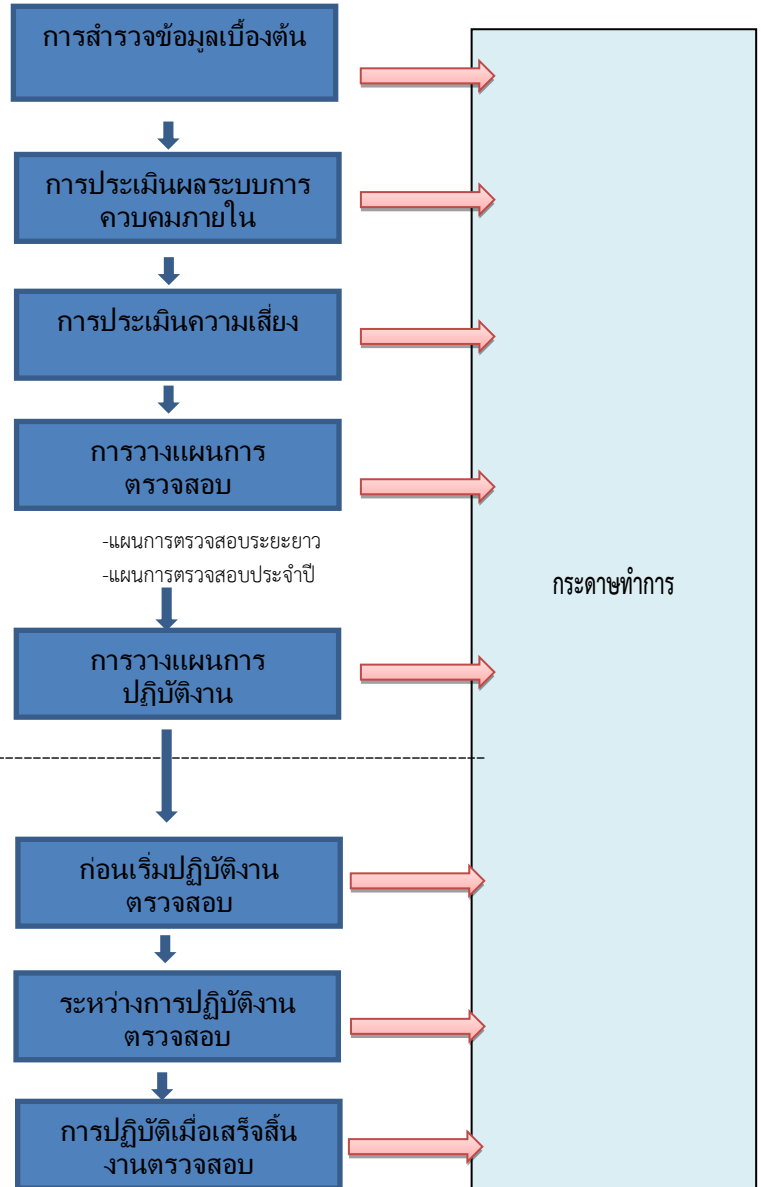 การสำรวจข้อมูลเบื้องต้น
การประเมินผลระบบการ
ควบคมภายใน
การประเมินความเสี่ยง
การวางแผนการ
ตรวจสอบ
-แผนการตรวจสอบระยะยาว
-แผนการตรวจสอบประจำปี
กระดาษทำการ
การวางแผนการ
ปฏิบัติงาน
ก่อนเริ่มปฏิบัติงาน
ตรวจสอบ
ระหว่างการปฏิบัติงาน
ตรวจสอบ
การปฏิบัติเมื่อเสร็จสิ้น
งานตรวจสอบ